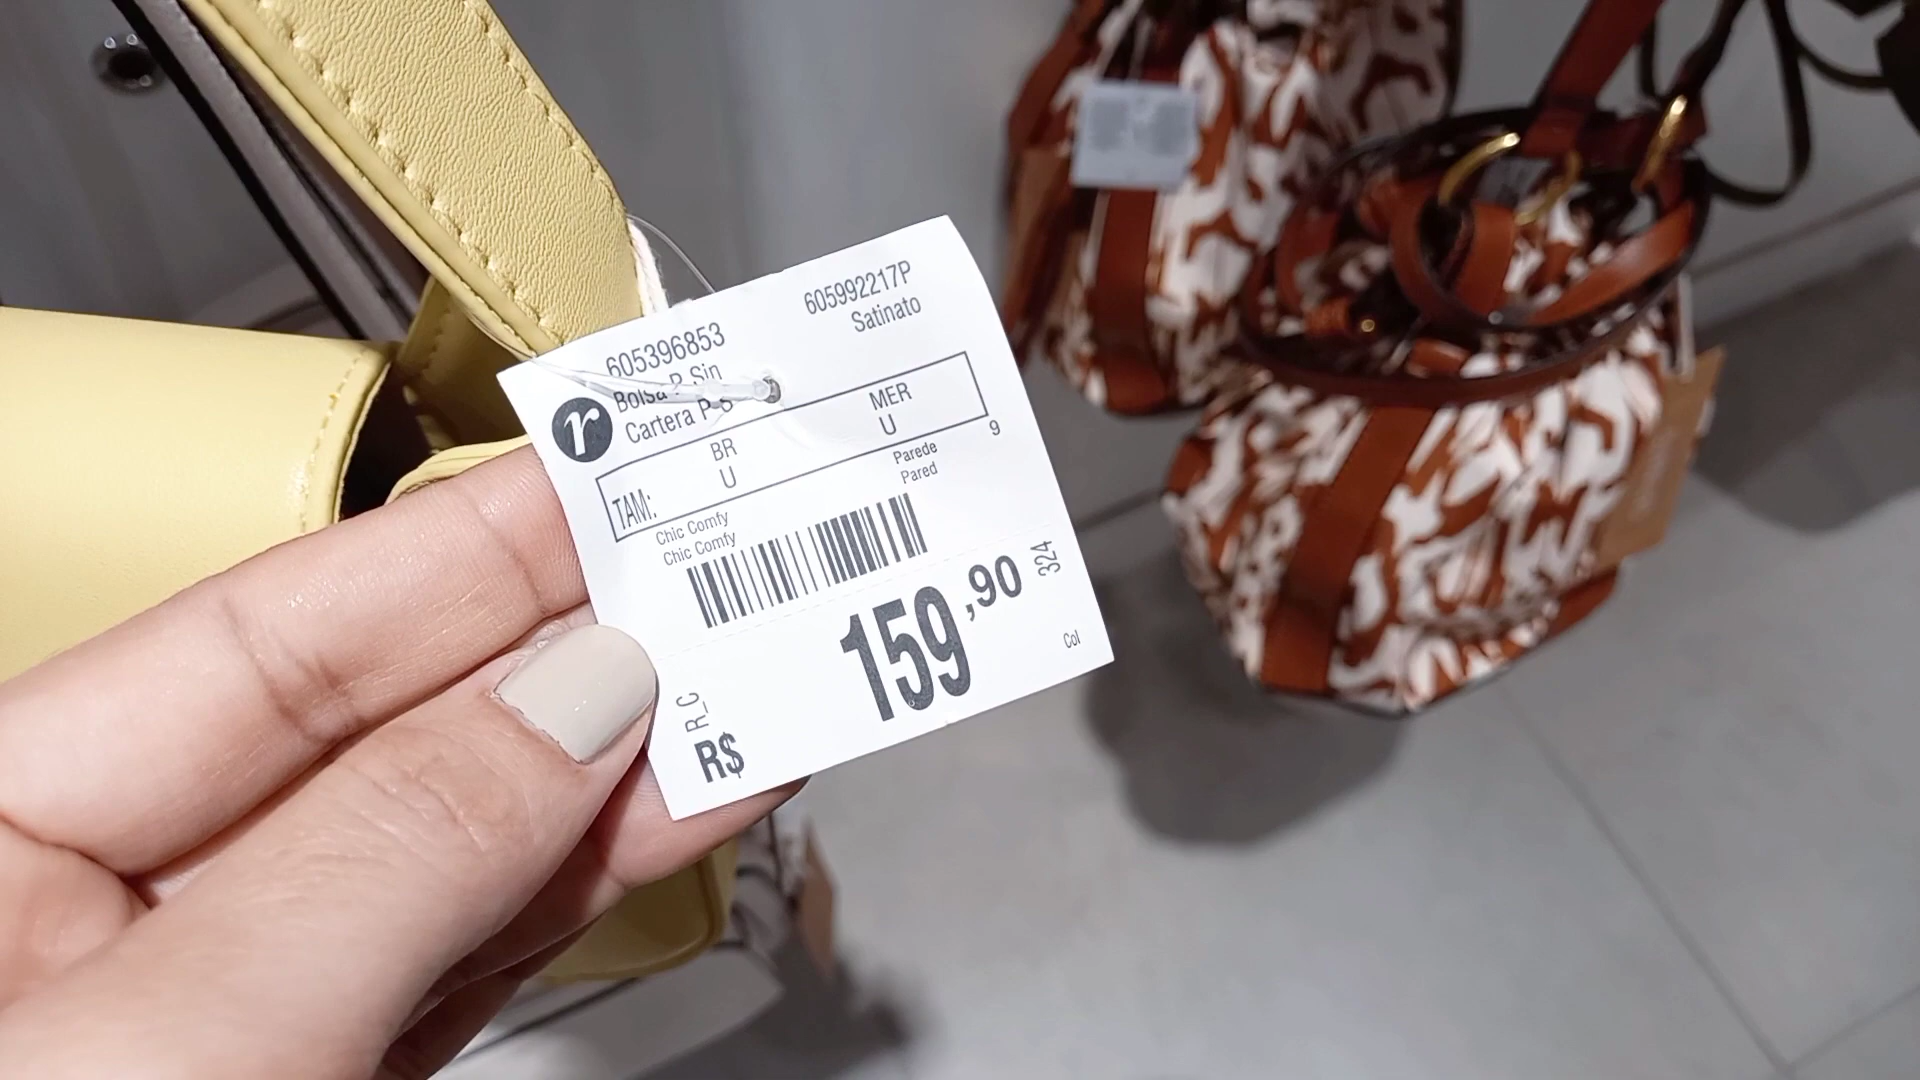 605396853
605992217P
Bolsa P Sin
Satinato
Cartera P-S
r
BR
MER
TAM:
U
U
9
Parede
Pared
Chic Comfy
Chic Comfy
159,90
324
Col
R_C
R$